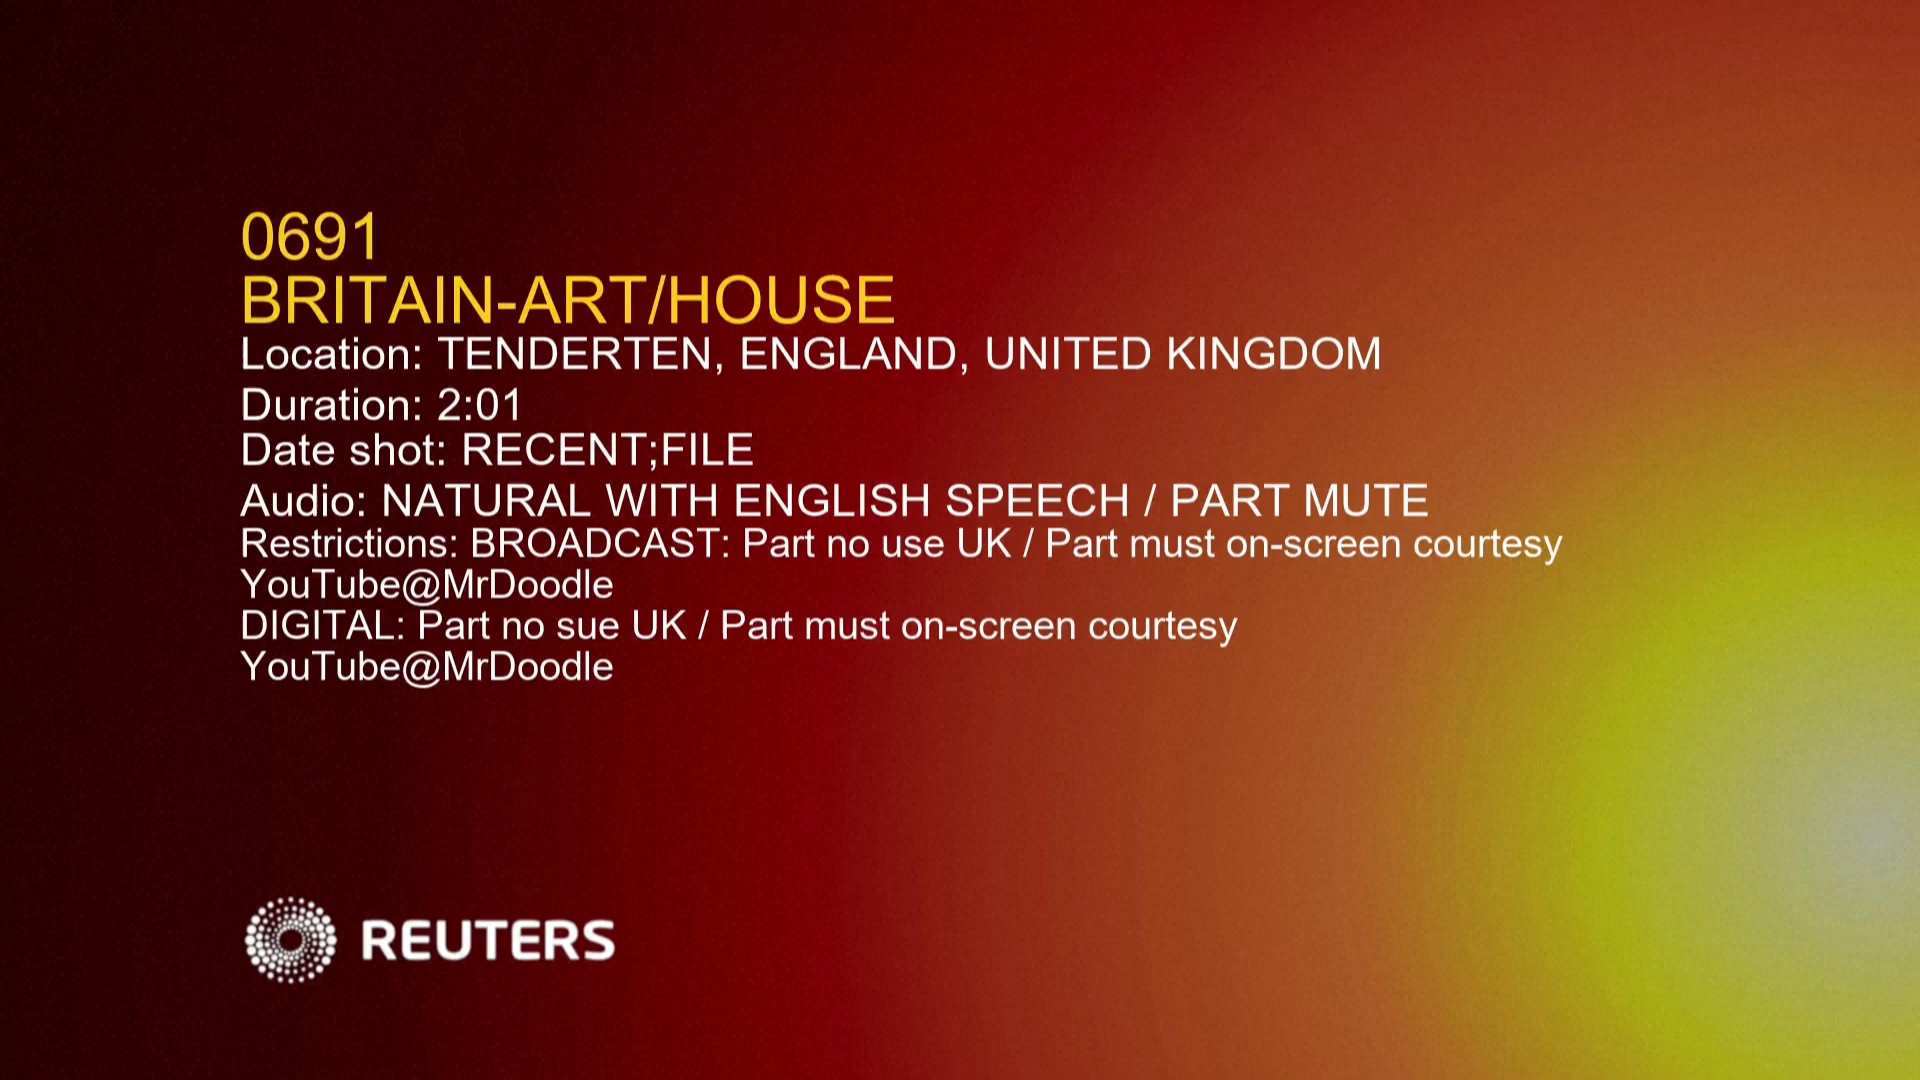 0691
BRITAIN-ART/HOUSE
Location: TENDERTEN, ENGLAND, UNITED KINGDOM
Duration: 2:01
Date shot: RECENT;FILE
Audio: NATURAL WITH ENGLISH SPEECH / PART MUTE
Restrictions: BROADCAST: Part no use UK / Part must on-screen courtesy
YouTube@MrDoodle
DIGITAL: Part no sue UK / Part must on-screen courtesy
YouTube@MrDoodle
REUTERS